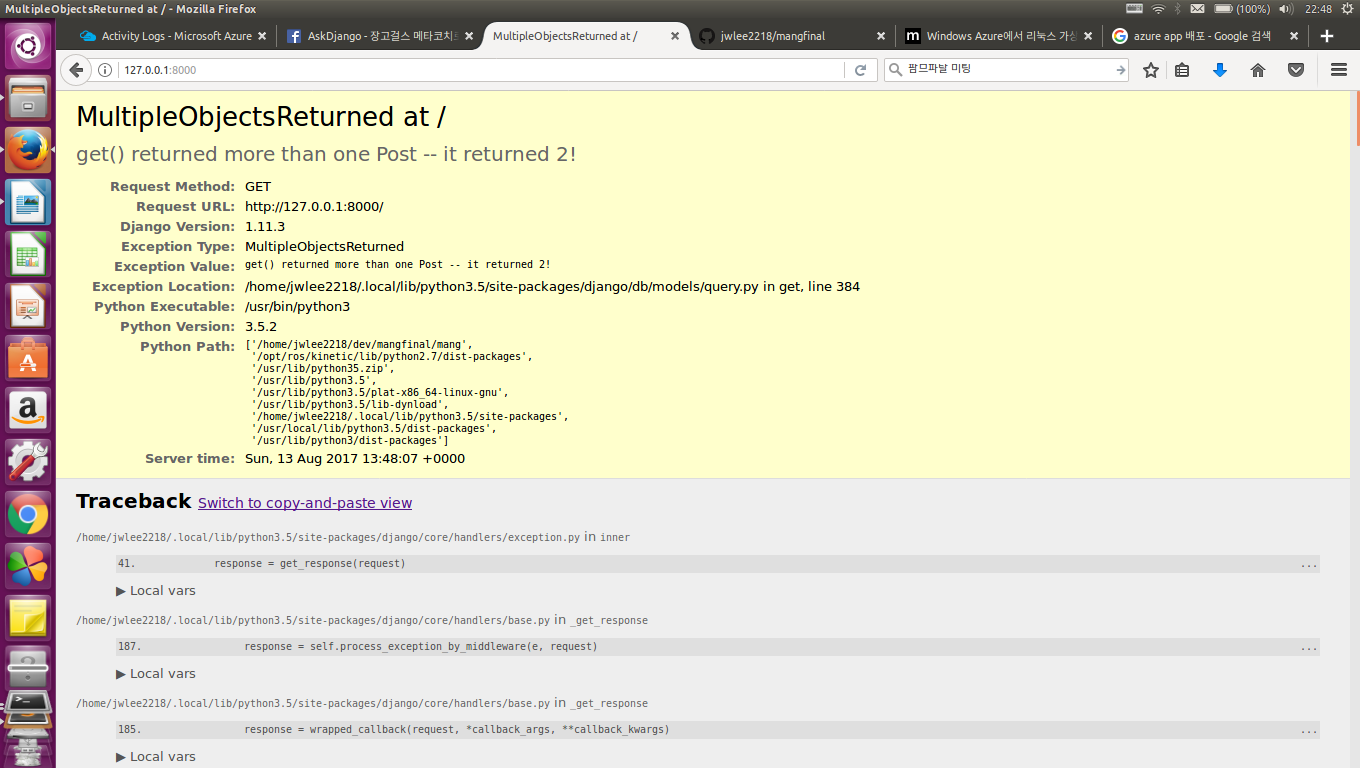 MultipleObjectsReturned at / - Mozilla Firefox
(100%) 22:48
Activity Logs - Microsoft Azure
AskDjango - 장고걸스 메타코치
MultipleObjectsReturned at /
jwlee2218/mangfinal
Windows Azure에서 리눅스 가상
azure app 배포 - Google 검색
127.0.0.1:8000
팜므파탈 미팅
MultipleObjectsReturned at /
get() returned more than one Post -- it returned 2!
Request Method: GET
Request URL: http://127.0.0.1:8000/
Django Version: 1.11.3
Exception Type: MultipleObjectsReturned
Exception Value: get() returned more than one Post -- it returned 2!
Exception Location: /home/jwlee2218/.local/lib/python3.5/site-packages/django/db/models/query.py in get, line 384
Python Executable: /usr/bin/python3
Python Version: 3.5.2
Python Path: ['/home/jwlee2218/dev/mangfinal/mang',
'/opt/ros/kinetic/lib/python2.7/dist-packages',
'/usr/lib/python35.zip',
'/usr/lib/python3.5',
'/usr/lib/python3.5/plat-x86_64-linux-gnu',
'/usr/lib/python3.5/lib-dynload',
'/home/jwlee2218/.local/lib/python3.5/site-packages',
'/usr/local/lib/python3.5/dist-packages',
'/usr/lib/python3/dist-packages']
Server time: Sun, 13 Aug 2017 13:48:07 +0000
Traceback Switch to copy-and-paste view
/home/jwlee2218/.local/lib/python3.5/site-packages/django/core/handlers/exception.py in inner
41. response = get_response(request) ...
▶ Local vars
/home/jwlee2218/.local/lib/python3.5/site-packages/django/core/handlers/base.py in _get_response
187. response = self.process_exception_by_middleware(e, request) ...
▶ Local vars
/home/jwlee2218/.local/lib/python3.5/site-packages/django/core/handlers/base.py in _get_response
185. response = wrapped_callback(request, *callback_args, **callback_kwargs) ...
▶ Local vars